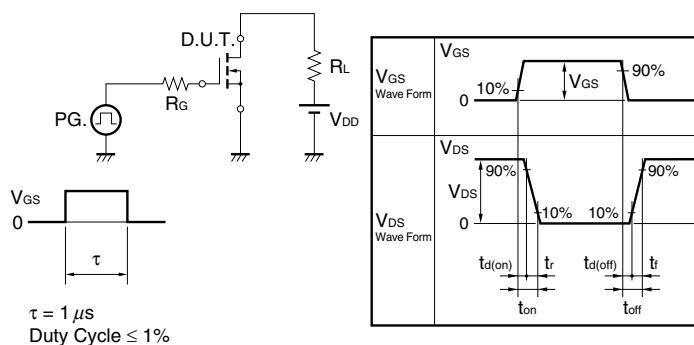 D.U.T.
RL
RG
PG.
VDD
VGS
0
τ
τ = 1 μs
Duty Cycle ≤ 1%
VGS
Wave Form
VGS
10%
VGS
90%
0
VDS
Wave Form
VDS
90%
VDS
90%
10%
10%
0
td(on)
tr
td(off)
tf
ton
toff